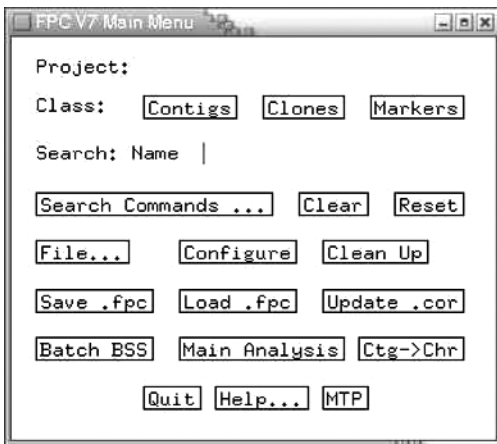 FPC V7 Main Menu
Project:
Class: Contigs Clones Markers
Search: Name
Search Commands ... Clear Reset
File... Configure Clean Up
Save .fpc Load .fpc Update .cor
Batch BSS Main Analysis Ctg->Chr
Quit Help... MTP